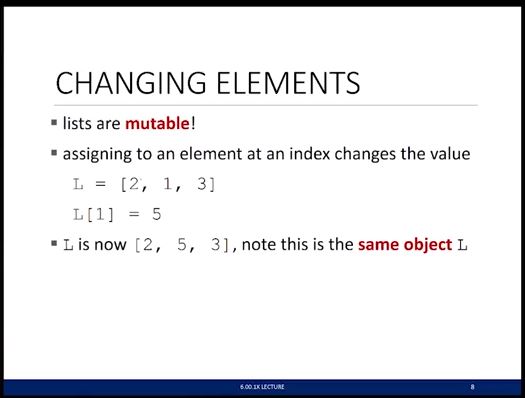 CHANGING ELEMENTS
▪ lists are mutable!
▪ assigning to an element at an index changes the value
L = [2, 1, 3]
L[1] = 5
▪ L is now [2, 5, 3], note this is the same object L
6.00.1X LECTURE
8